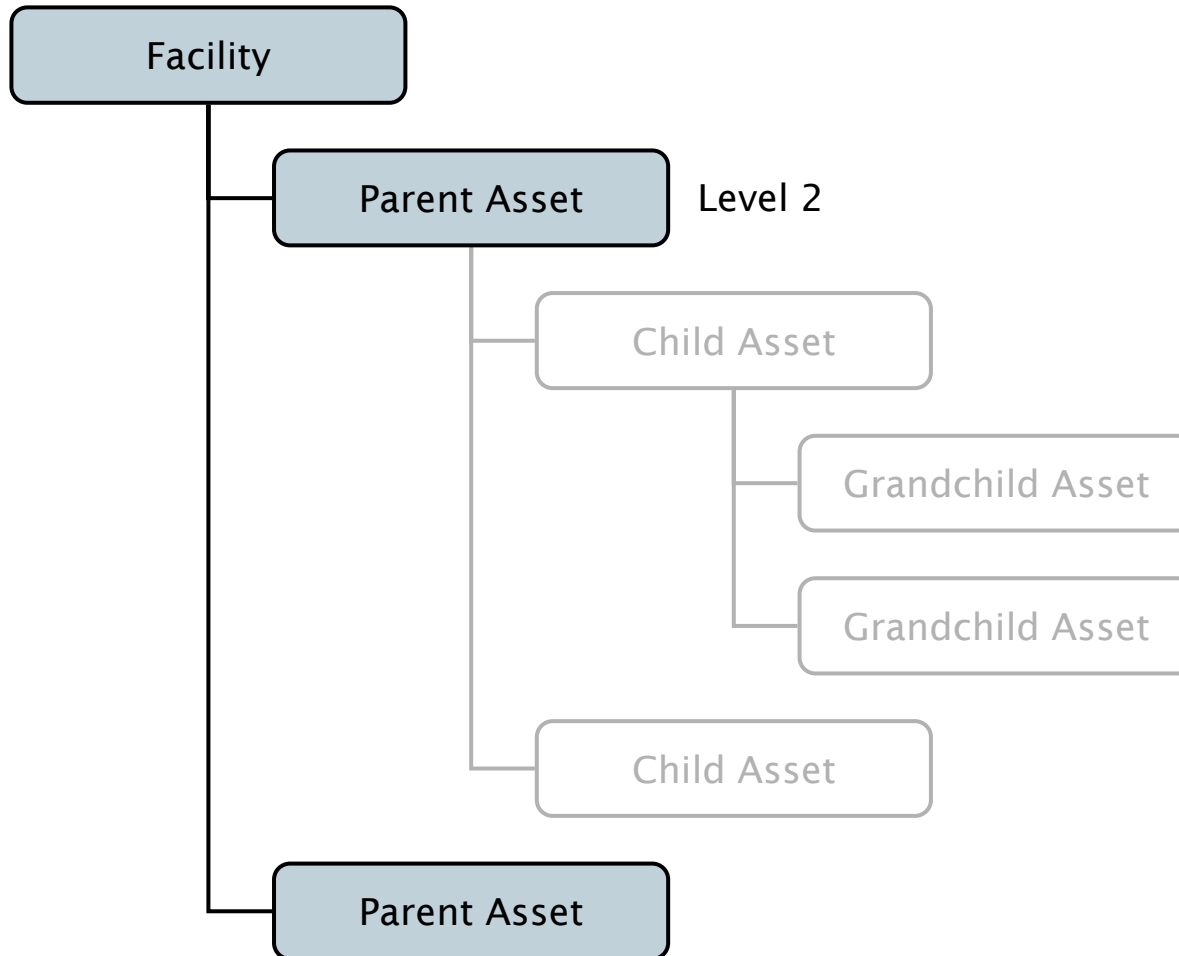 Facility
Parent Asset
Level 2
Child Asset
Grandchild Asset
Grandchild Asset
Child Asset
Parent Asset